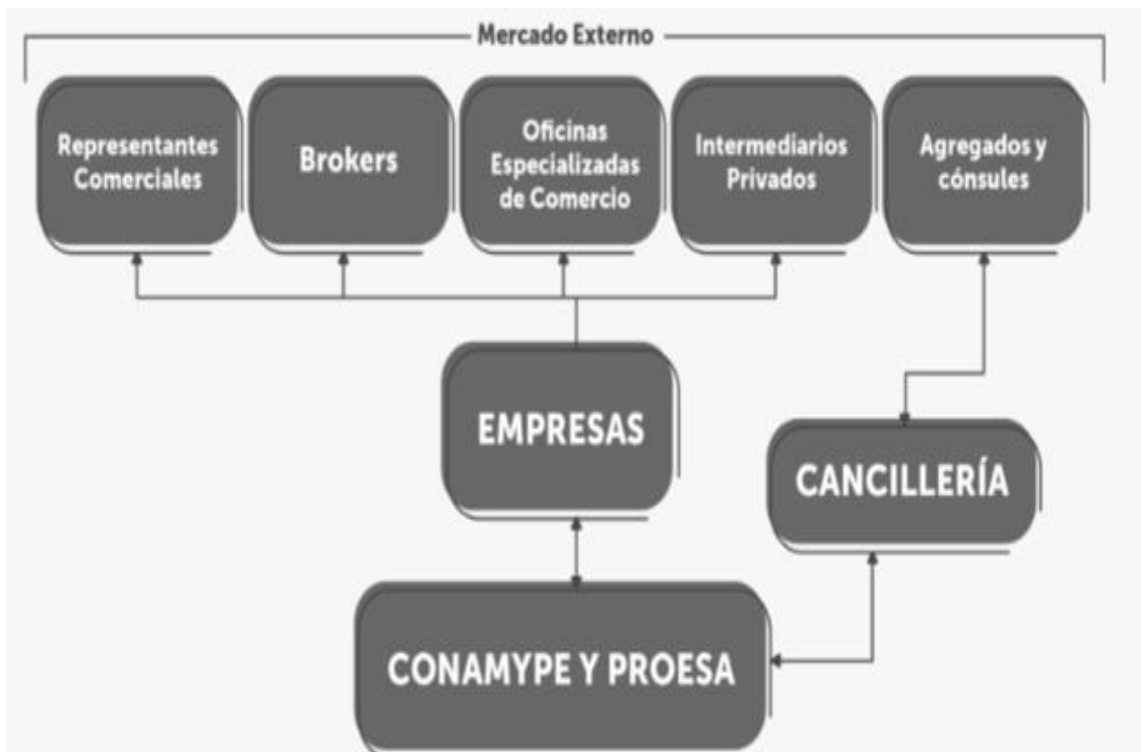 Mercado Externo
Representantes
Comerciales
Brokers
Oficinas
Especializadas
de Comercio
Intermediarios
Privados
Agregados y
cónsules
EMPRESAS
CANCILLERÍA
CONAMYPE Y PROESA